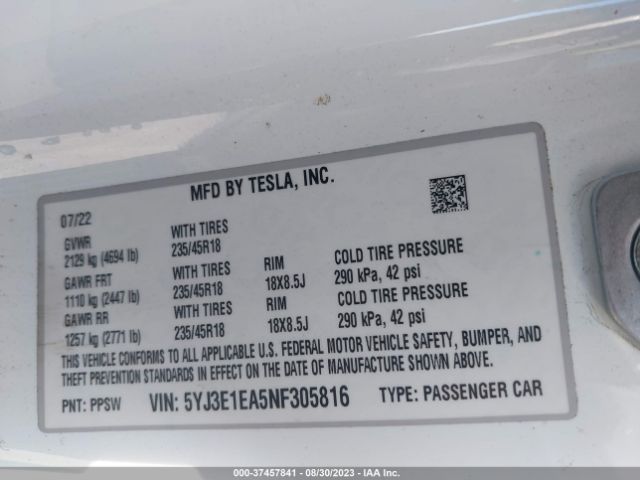 MFD BY TESLA, INC.
07/22
GVWR WITH TIRES
2129 kg (4694 lb) 235/45R18
GAWR FRT WITH TIRES RIM COLD TIRE PRESSURE
1110 kg (2447 lb) 235/45R18 18X8.5J 290 kPa, 42 psi
GAWR RR WITH TIRES RIM COLD TIRE PRESSURE
1257 kg (2771 lb) 235/45R18 18X8.5J 290 kPa, 42 psi
THIS VEHICLE CONFORMS TO ALL APPLICABLE U.S. FEDERAL MOTOR VEHICLE SAFETY, BUMPER, AND
THEFT PREVENTION STANDARDS IN EFFECT ON THE DATE OF MANUFACTURE SHOWN ABOVE.
PNT: PPSW VIN: 5YJ3E1EA5NF305816 TYPE: PASSENGER CAR
000-37457841 - 08/30/2023 - IAA Inc.